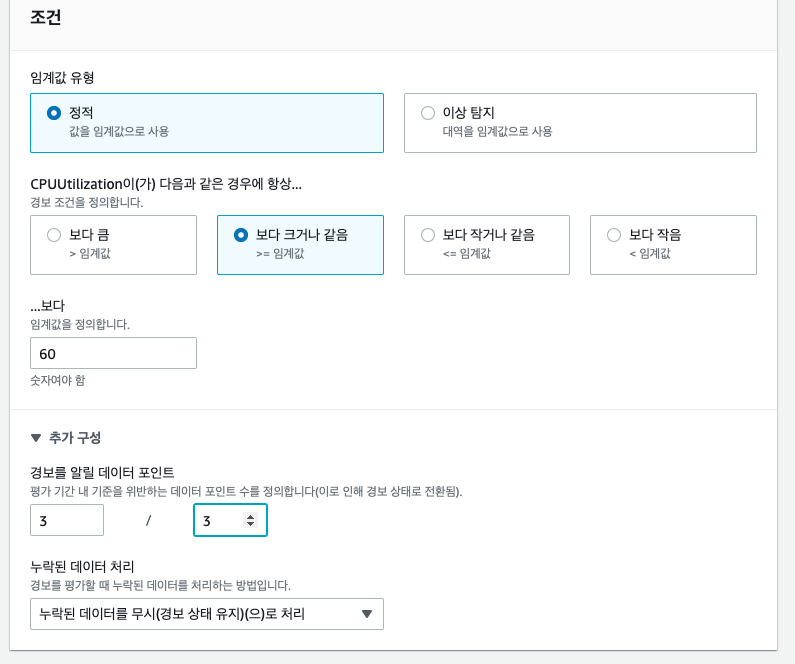 조건
임계값 유형
정적
값을 임계값으로 사용
이상 탐지
대역을 임계값으로 사용
CPUUtilization이(가) 다음과 같은 경우에 항상...
경보 조건을 정의합니다.
보다 큼
> 임계값
보다 크거나 같음
>= 임계값
보다 작거나 같음
<= 임계값
보다 작음
< 임계값
...보다
임계값을 정의합니다.
60
숫자여야 함
추가 구성
경보를 알릴 데이터 포인트
평가 기간 내 기준을 위반하는 데이터 포인트 수를 정의합니다(이로 인해 경보 상태로 전환됨).
3 / 3
누락된 데이터 처리
경보를 평가할 때 누락된 데이터를 처리하는 방법입니다.
누락된 데이터를 무시(경보 상태 유지)(으)로 처리